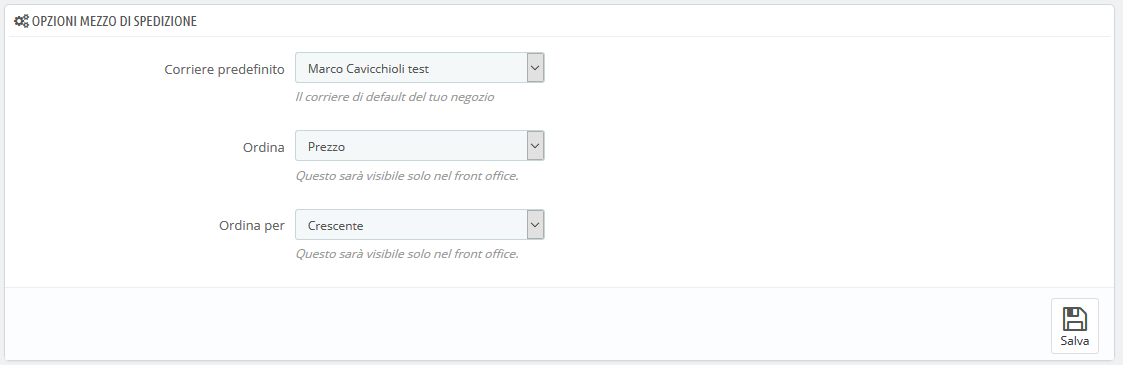 OPZIONI MEZZO DI SPEDIZIONE
Corriere predefinito
Marco Cavicchioli test
Il corriere di default del tuo negozio
Ordina
Prezzo
Questo sarà visibile solo nel front office.
Ordina per
Crescente
Questo sarà visibile solo nel front office.
Salva